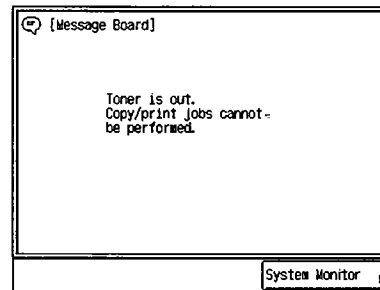 [Message Board]
Toner is out.
Copy/print jobs cannot
be performed.
System Monitor